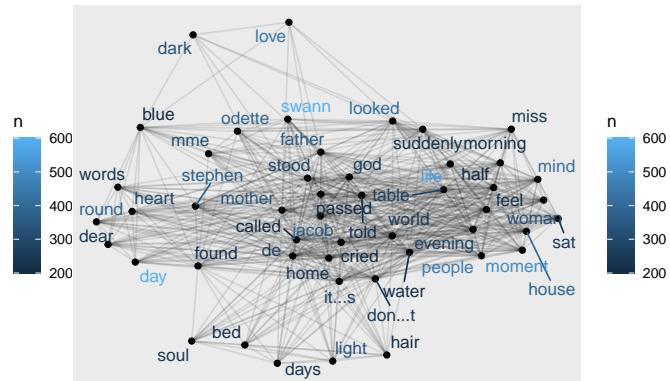 love
dark
n
600
500
400
300
200
blue
odette
swann
looked
miss
mme
father
suddenly
morning
words
stephen
stood
god
life
half
mind
round
heart
mother
table
feel
called
jacob
passed
told
world
woman
dear
found
de
cried
evening
sat
day
home
people
moment
it...s
water
house
don...t
soul
bed
days
light
hair
n
600
500
400
300
200